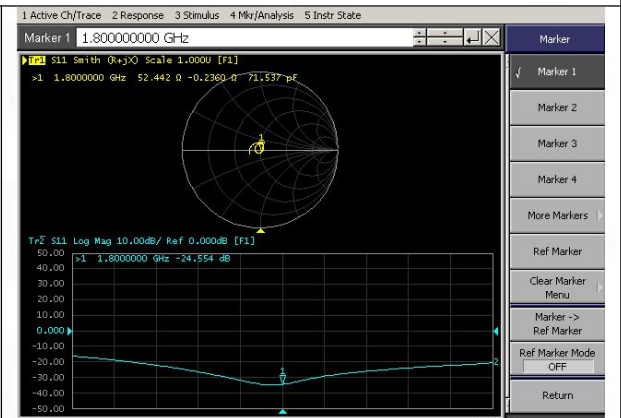 1 Active Ch/Trace 2 Response 3 Stimulus 4 Mkr/Analysis 5 Instr State
Marker 1 1.800000000 GHz
Tr1 S11 Smith (R+jX) Scale 1.000U [F1]
>1 1.8000000 GHz 52.442 Ω -0.2360 Ω 71.537 pF
1
Tr2 S11 Log Mag 10.00dB/ Ref 0.000dB [F1]
50.00
>1 1.8000000 GHz -24.554 dB
40.00
30.00
20.00
10.00
0.000
-10.00
-20.00
-30.00
-40.00
-50.00
1
2
Marker
√ Marker 1
Marker 2
Marker 3
Marker 4
More Markers
Ref Marker
Clear Marker
Menu
Marker ->
Ref Marker
Ref Marker Mode
OFF
Return